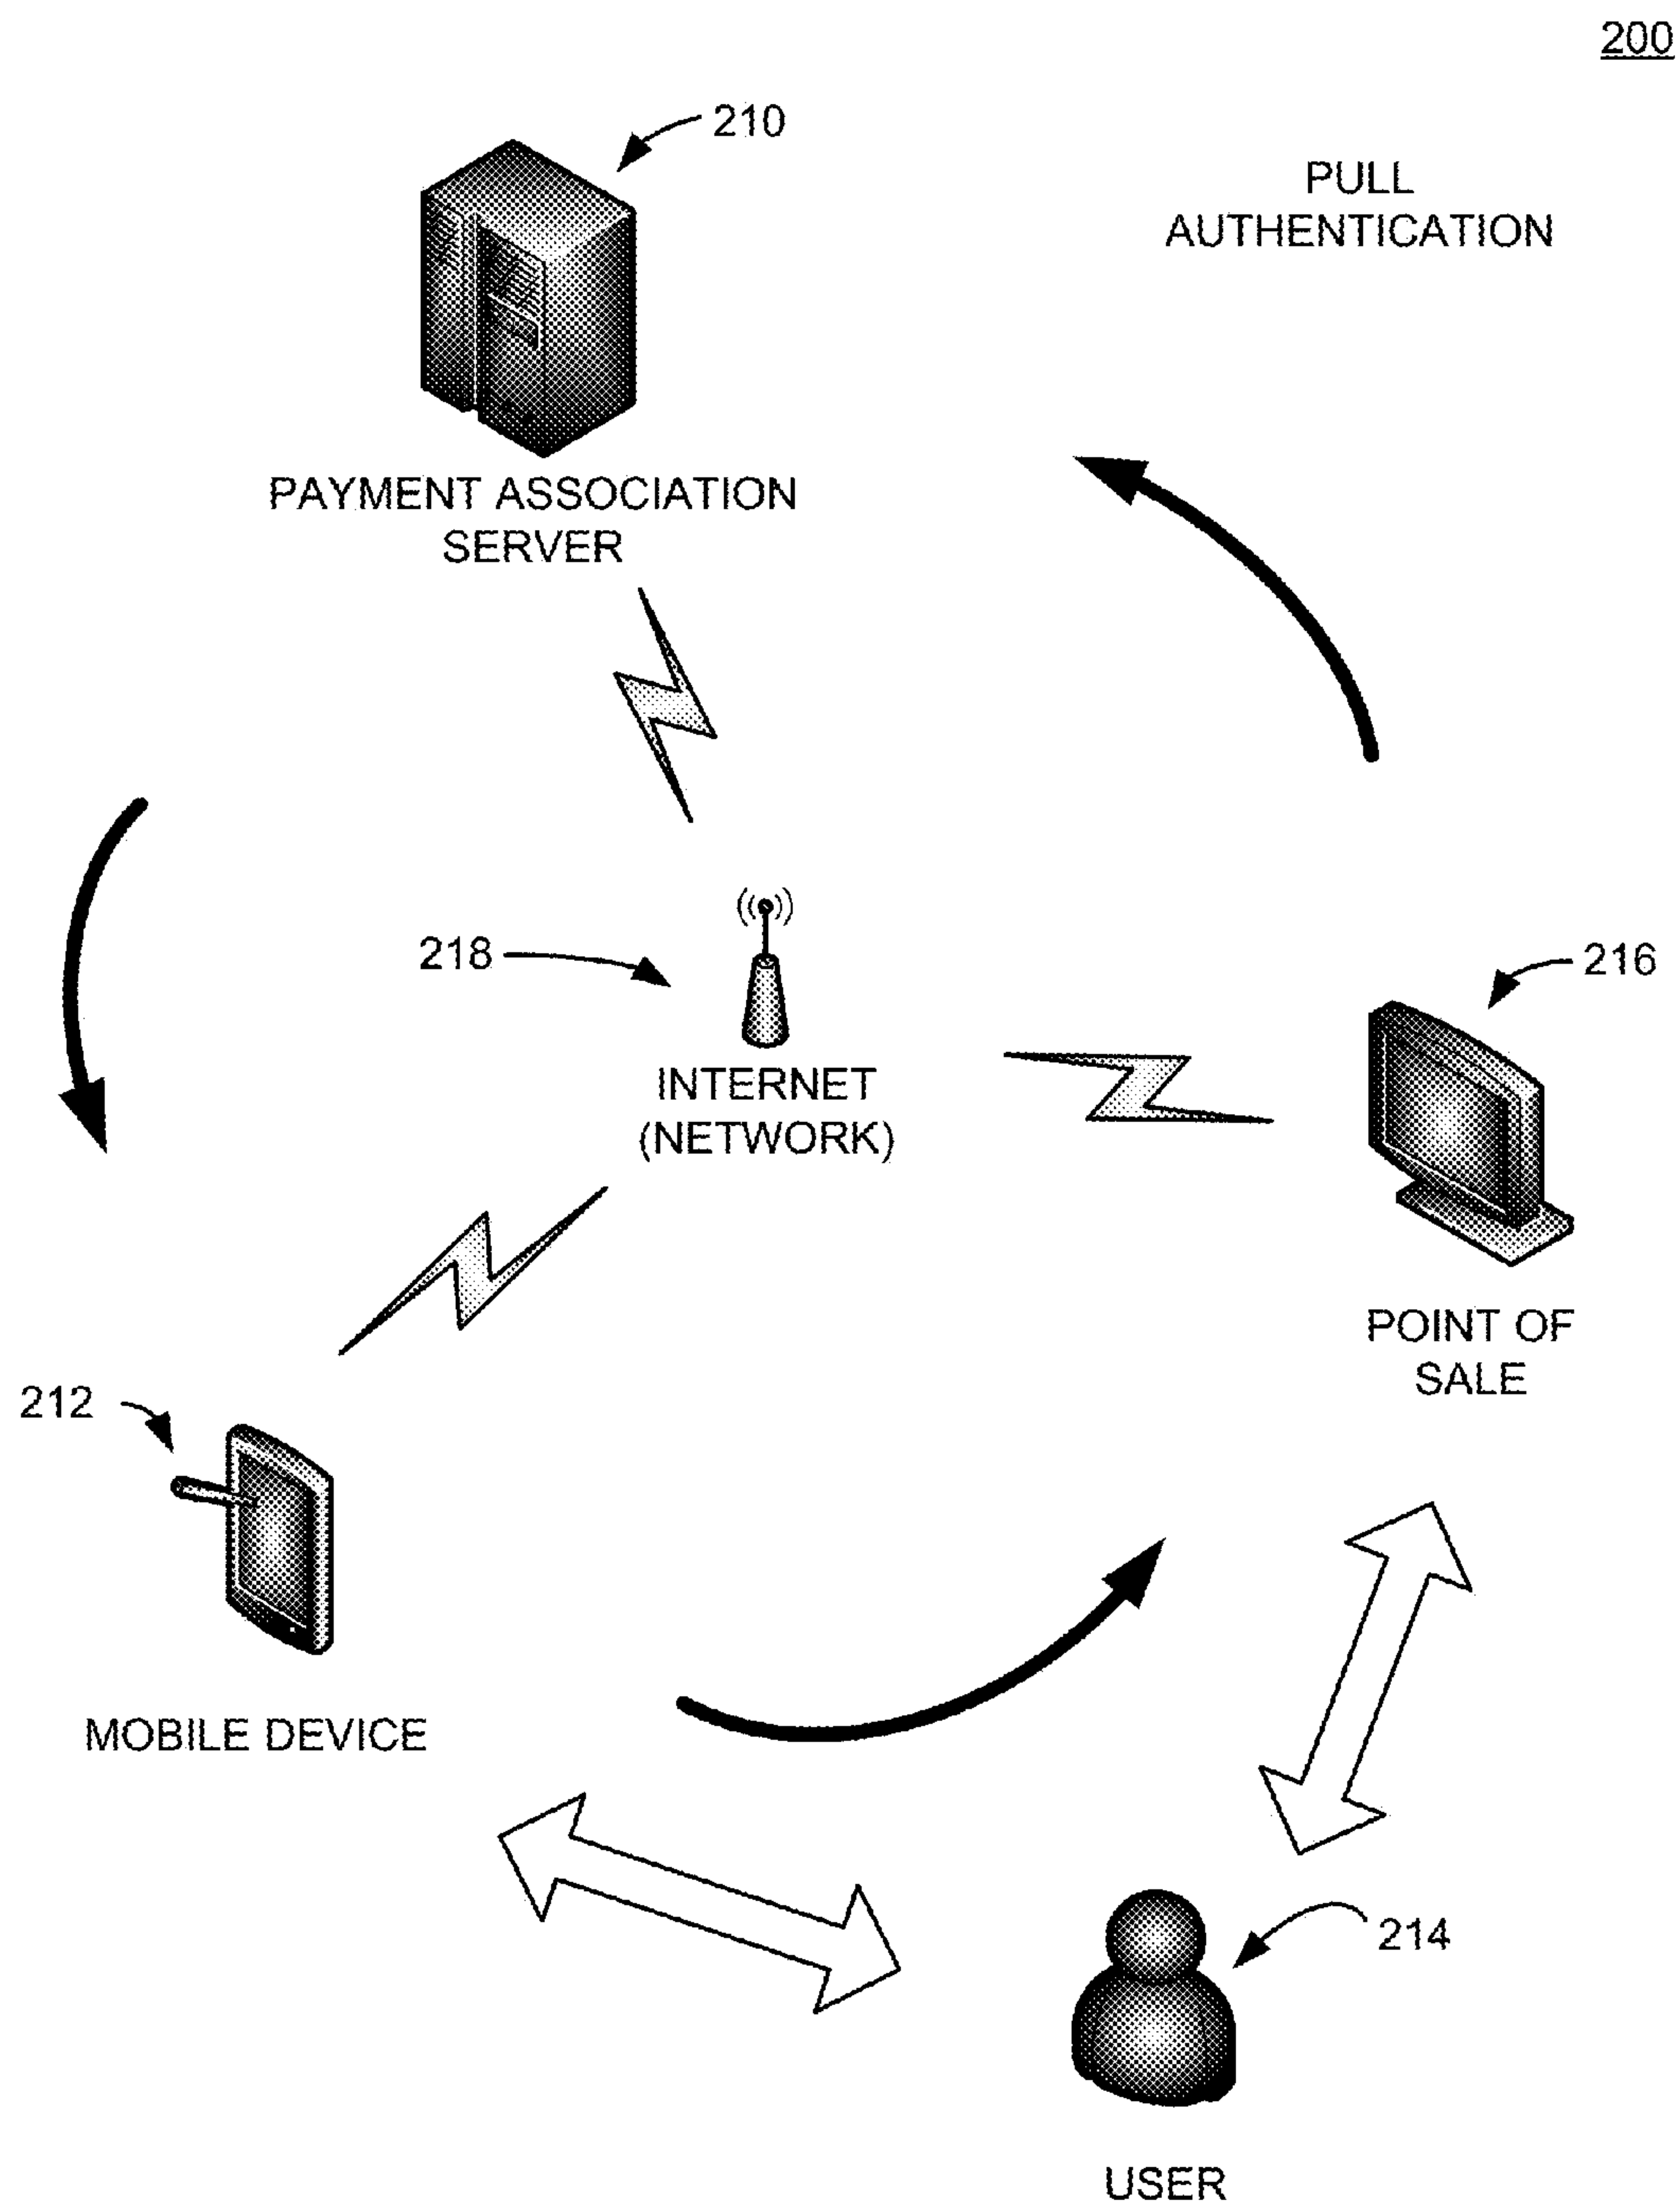 200
210
PULL
AUTHENTICATION
PAYMENT ASSOCIATION
SERVER
218
216
INTERNET
(NETWORK)
POINT OF
SALE
212
MOBILE DEVICE
214
USER